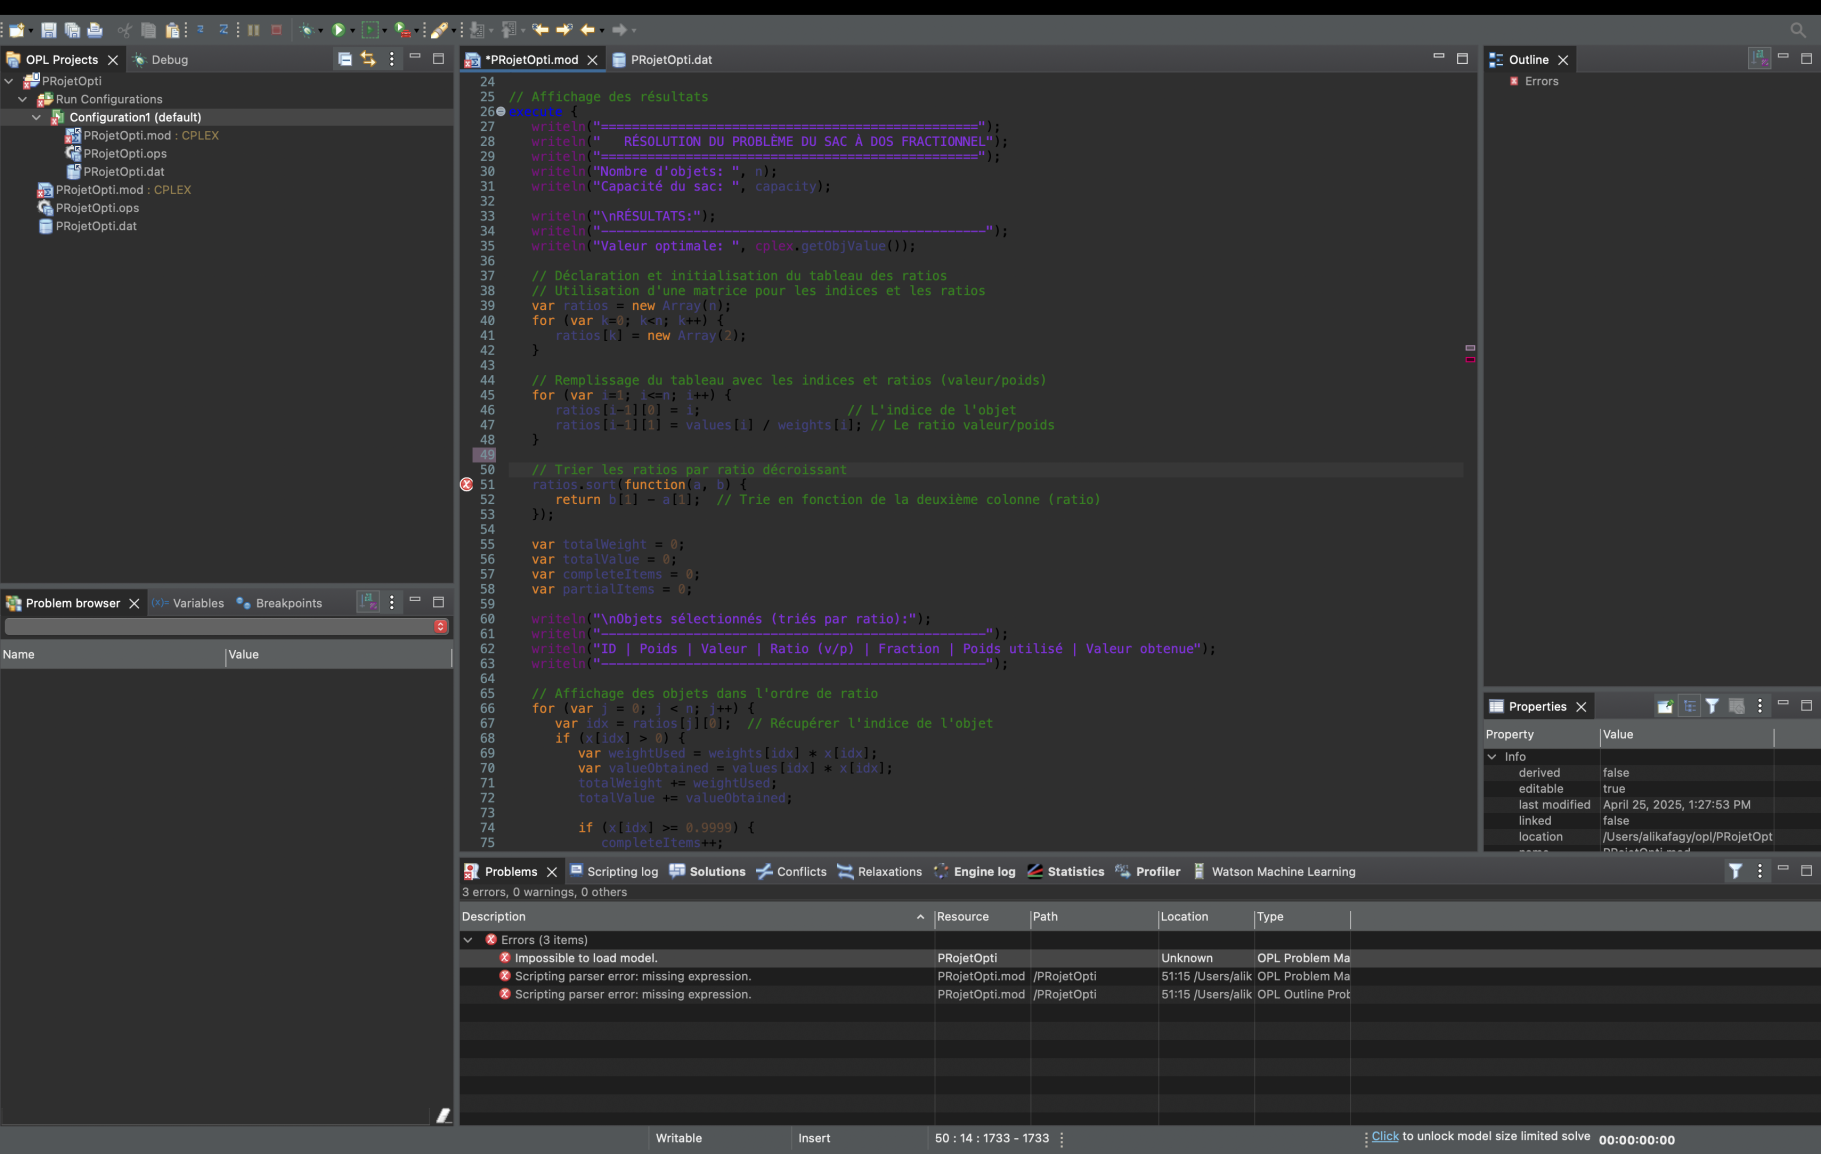 OPL Projects
Debug
PRojetOpti
Run Configurations
Configuration1 (default)
PRojetOpti.mod : CPLEX
PRojetOpti.ops
PRojetOpti.dat
PRojetOpti.mod : CPLEX
PRojetOpti.ops
PRojetOpti.dat
Problem browser
(x)= Variables
Breakpoints
Name
Value
*PRojetOpti.mod
PRojetOpti.dat
24
25 // Affichage des résultats
26 execute {
27 writeln("=================================================");
28 writeln("   RÉSOLUTION DU PROBLÈME DU SAC À DOS FRACTIONNEL");
29 writeln("=================================================");
30 writeln("Nombre d'objets: ", n);
31 writeln("Capacité du sac: ", capacity);
32
33 writeln("\nRÉSULTATS:");
34 writeln("--------------------------------------------------");
35 writeln("Valeur optimale: ", cplex.getObjValue());
36
37 // Déclaration et initialisation du tableau des ratios
38 // Utilisation d'une matrice pour les indices et les ratios
39 var ratios = new Array(n);
40 for (var k=0; k<n; k++) {
41 ratios[k] = new Array(2);
42 }
43
44 // Remplissage du tableau avec les indices et ratios (valeur/poids)
45 for (var i=1; i<=n; i++) {
46 ratios[i-1][0] = i; // L'indice de l'objet
47 ratios[i-1][1] = values[i] / weights[i]; // Le ratio valeur/poids
48 }
49
50 // Trier les ratios par ratio décroissant
51 ratios.sort(function(a, b) {
52 return b[1] - a[1]; // Trie en fonction de la deuxième colonne (ratio)
53 });
54
55 var totalWeight = 0;
56 var totalValue = 0;
57 var completeItems = 0;
58 var partialItems = 0;
59
60 writeln("\nObjets sélectionnés (triés par ratio):");
61 writeln("--------------------------------------------------");
62 writeln("ID | Poids | Valeur | Ratio (v/p) | Fraction | Poids utilisé | Valeur obtenue");
63 writeln("--------------------------------------------------");
64
65 // Affichage des objets dans l'ordre de ratio
66 for (var j = 0; j < n; j++) {
67 var idx = ratios[j][0]; // Récupérer l'indice de l'objet
68 if (x[idx] > 0) {
69 var weightUsed = weights[idx] * x[idx];
70 var valueObtained = values[idx] * x[idx];
71 totalWeight += weightUsed;
72 totalValue += valueObtained;
73
74 if (x[idx] >= 0.9999) {
75 completeItems++;
Outline
Errors
Properties
Property Value
Info
derived false
editable true
last modified April 25, 2025, 1:27:53 PM
linked false
location /Users/alikafagy/opl/PRojetOpt
Problems
Scripting log
Solutions
Conflicts
Relaxations
Engine log
Statistics
Profiler
Watson Machine Learning
3 errors, 0 warnings, 0 others
Description Resource Path Location Type
Errors (3 items)
Impossible to load model. PRojetOpti Unknown OPL Problem Ma
Scripting parser error: missing expression. PRojetOpti.mod /PRojetOpti 51:15 /Users/alik OPL Problem Ma
Scripting parser error: missing expression. PRojetOpti.mod /PRojetOpti 51:15 /Users/alik OPL Outline Prob
Writable
Insert
50 : 14 : 1733 - 1733
Click to unlock model size limited solve
00:00:00:00